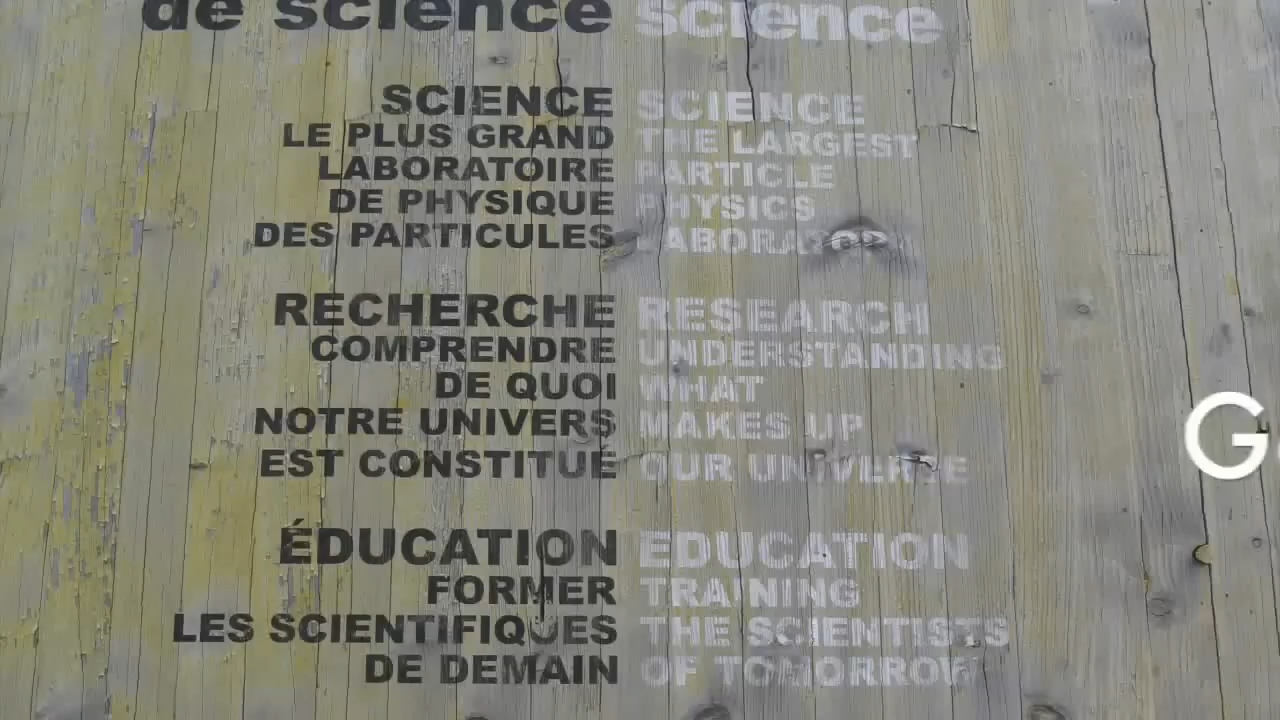 de science science
SCIENCE SCIENCE
LE PLUS GRAND THE LARGEST
LABORATOIRE PARTICLE
DE PHYSIQUE PHYSICS
DES PARTICULES LABORATORY
RECHERCHE RESEARCH
COMPRENDRE UNDERSTANDING
DE QUOI WHAT
NOTRE UNIVERS MAKES UP
EST CONSTITUÉ OUR UNIVERSE
ÉDUCATION EDUCATION
FORMER TRAINING
LES SCIENTIFIQUES THE SCIENTISTS
DE DEMAIN OF TOMORROW